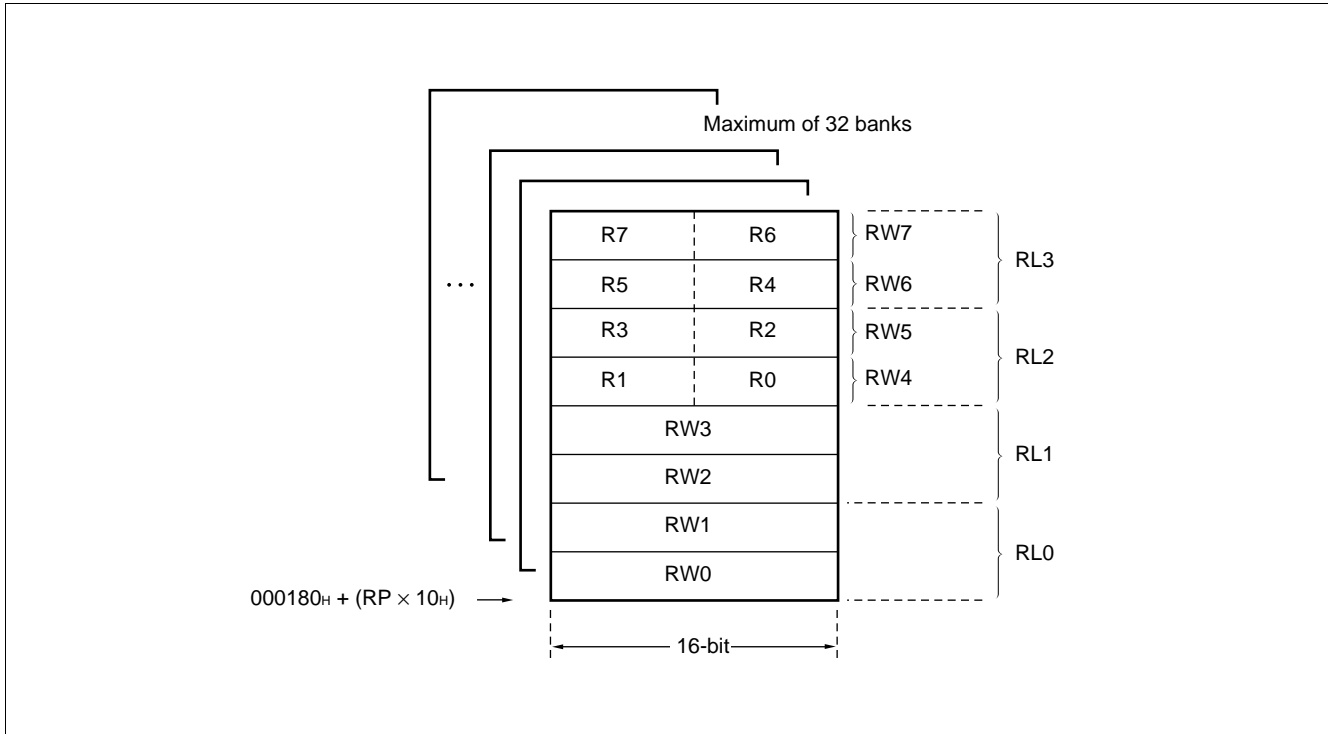 Maximum of 32 banks
R7 R6 RW7
RL3
... R5 R4 RW6
R3 R2 RW5
RL2
R1 R0 RW4
RW3
RL1
RW2
RW1
RL0
RW0
000180H + (RP × 10H)
16-bit